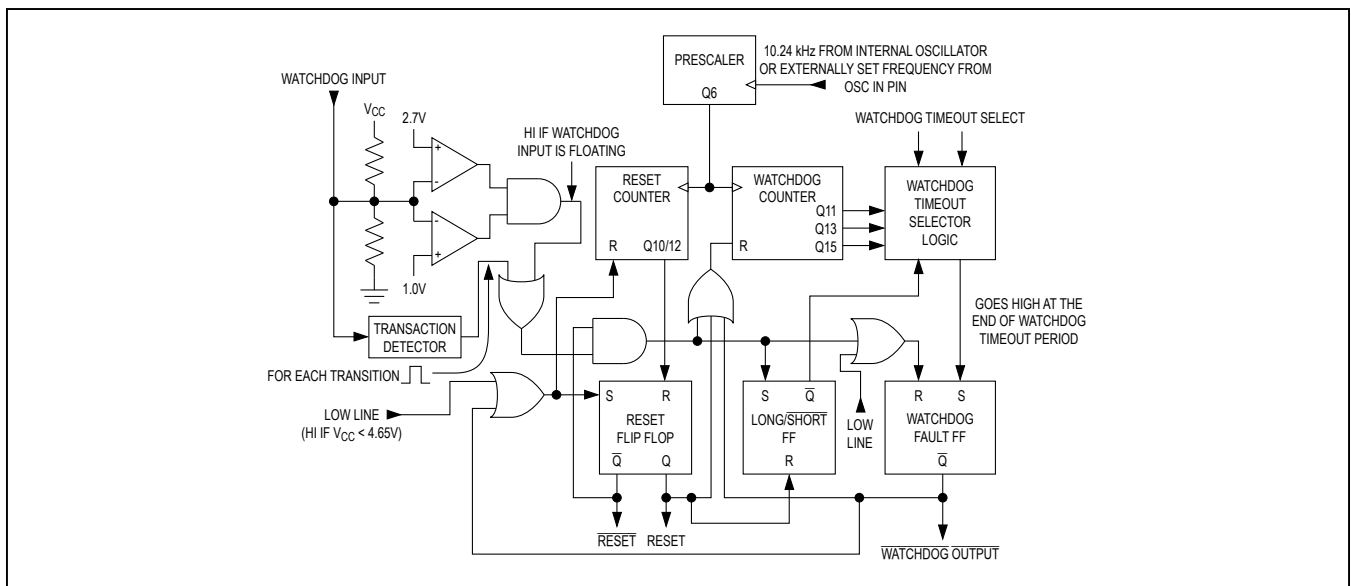 PRESCALER
Q6
10.24 kHz FROM INTERNAL OSCILLATOR
OR EXTERNALLY SET FREQUENCY FROM
OSC IN PIN
WATCHDOG INPUT
VCC
2.7V
+
-
-
+
1.0V
HI IF WATCHDOG
INPUT IS FLOATING
WATCHDOG TIMEOUT SELECT
RESET
COUNTER
R
Q10/12
WATCHDOG
COUNTER
Q11
Q13
Q15
R
WATCHDOG
TIMEOUT
SELECTOR
LOGIC
GOES HIGH AT THE
END OF WATCHDOG
TIMEOUT PERIOD
TRANSACTION
DETECTOR
FOR EACH TRANSITION
LOW LINE
(HI IF VCC < 4.65V)
S
R
RESET
FLIP FLOP
Q̅
Q
S
Q̅
LONG/S̅H̅O̅R̅T̅
FF
R
LOW
LINE
R
S
WATCHDOG
FAULT FF
Q̅
R̅E̅S̅E̅T̅
RESET
W̅A̅T̅C̅H̅D̅O̅G̅ O̅U̅T̅P̅U̅T̅